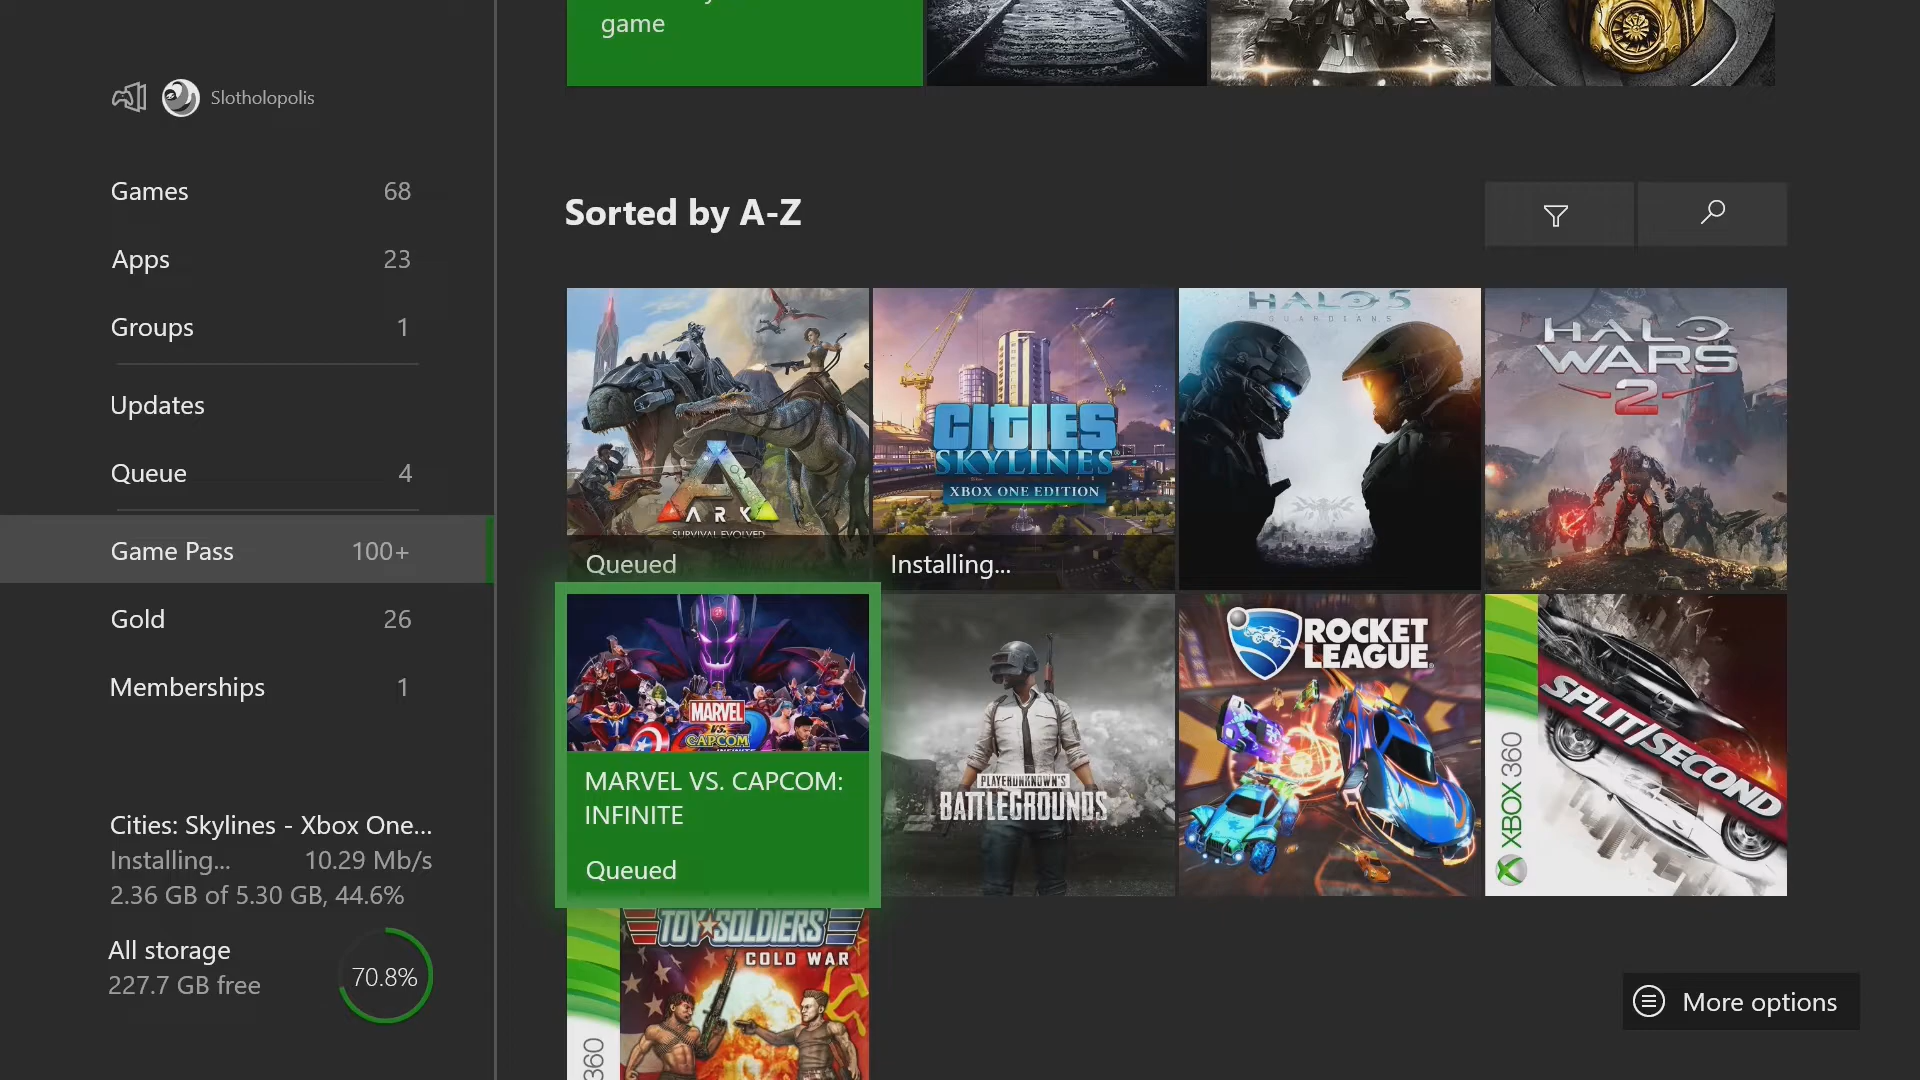 game
Slotholopolis
Games 68
Apps 23
Groups 1
Updates
Queue 4
Game Pass 100+
Gold 26
Memberships 1
Cities: Skylines - Xbox One...
Installing... 10.29 Mb/s
2.36 GB of 5.30 GB, 44.6%
All storage
227.7 GB free
70.8%
Sorted by A-Z
ARK
SURVIVAL EVOLVED
Queued
CITIES
SKYLINES
XBOX ONE EDITION
Installing...
HALO 5
GUARDIANS
HALO
WARS
2
MARVEL
VS.
CAPCOM
INFINITE
MARVEL VS. CAPCOM:
INFINITE
Queued
PLAYERUNKNOWN'S
BATTLEGROUNDS
ROCKET
LEAGUE
XBOX 360
SPLIT/SECOND
360
TOY SOLDIERS
COLD WAR
More options